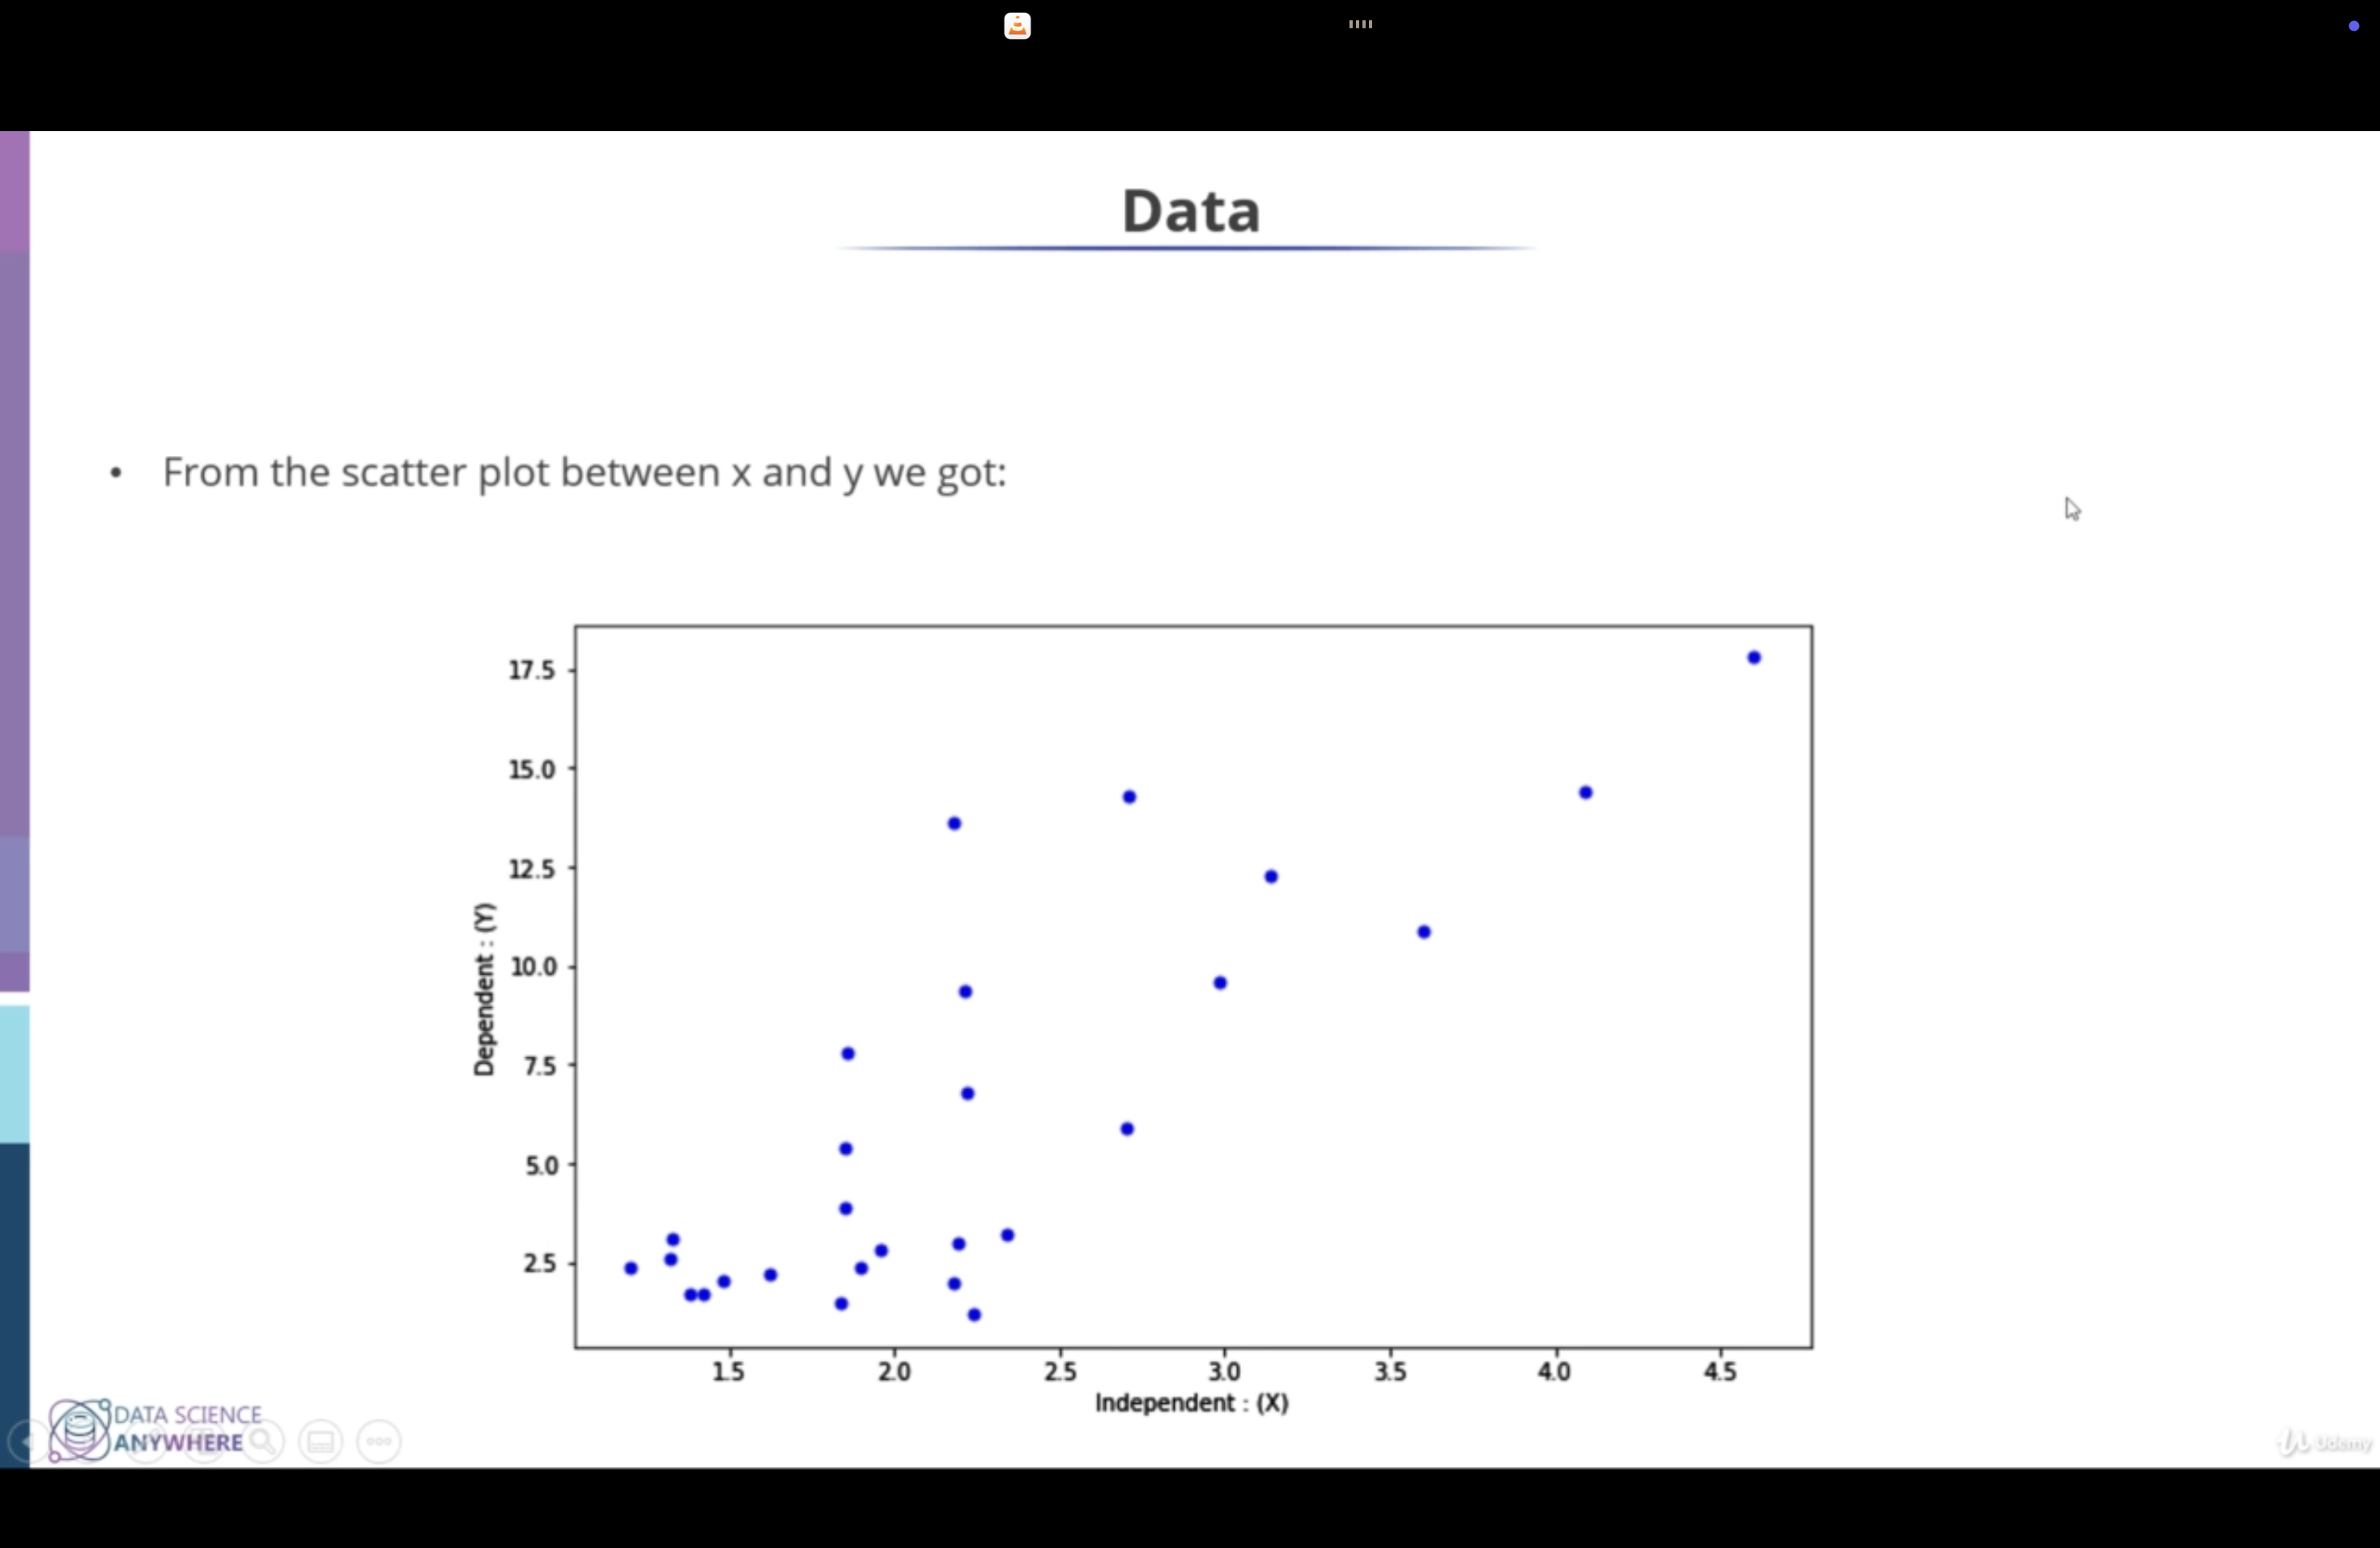 Data
• From the scatter plot between x and y we got:
17.5
15.0
12.5
10.0
7.5
5.0
2.5
Dependent : (Y)
1.5 2.0 2.5 3.0 3.5 4.0 4.5
Independent : (X)
DATA SCIENCE
ANYWHERE
Udemy